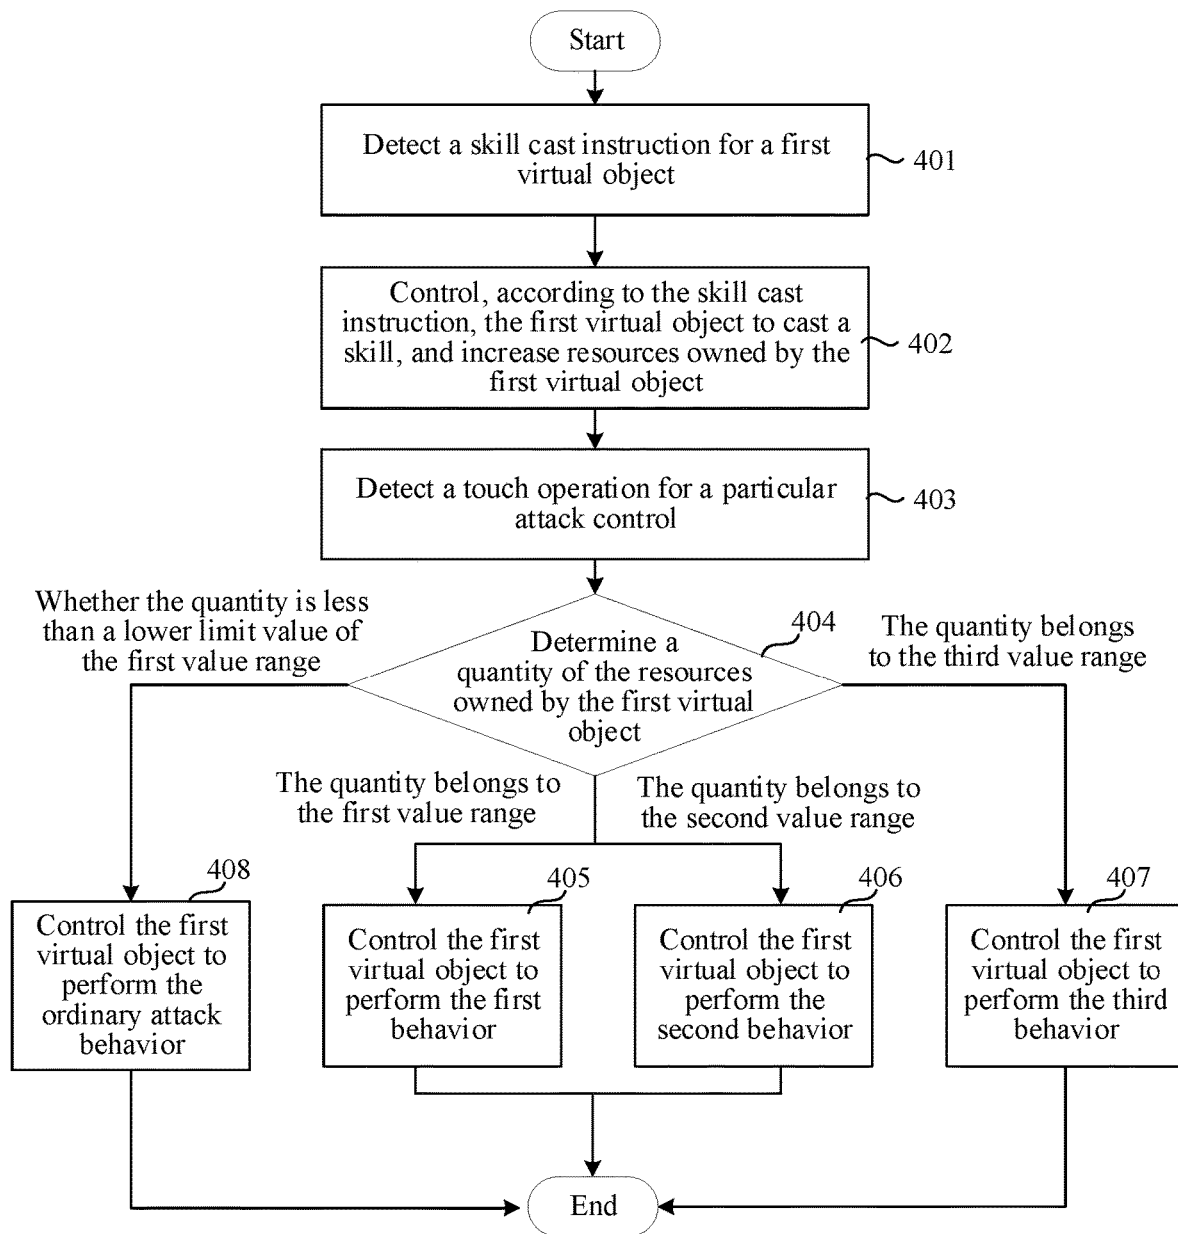 Start
Detect a skill cast instruction for a first
virtual object
401
Control, according to the skill cast
instruction, the first virtual object to cast a
skill, and increase resources owned by the
first virtual object
402
Detect a touch operation for a particular
attack control
403
Whether the quantity is less
than a lower limit value of
the first value range
Determine a
quantity of the resources
owned by the first virtual
object
404
The quantity belongs
to the third value range
The quantity belongs to
the first value range
The quantity belongs to
the second value range
408
Control the first
virtual object to
perform the
ordinary attack
behavior
405
Control the first
virtual object to
perform the first
behavior
406
Control the first
virtual object to
perform the
second behavior
407
Control the first
virtual object to
perform the third
behavior
End